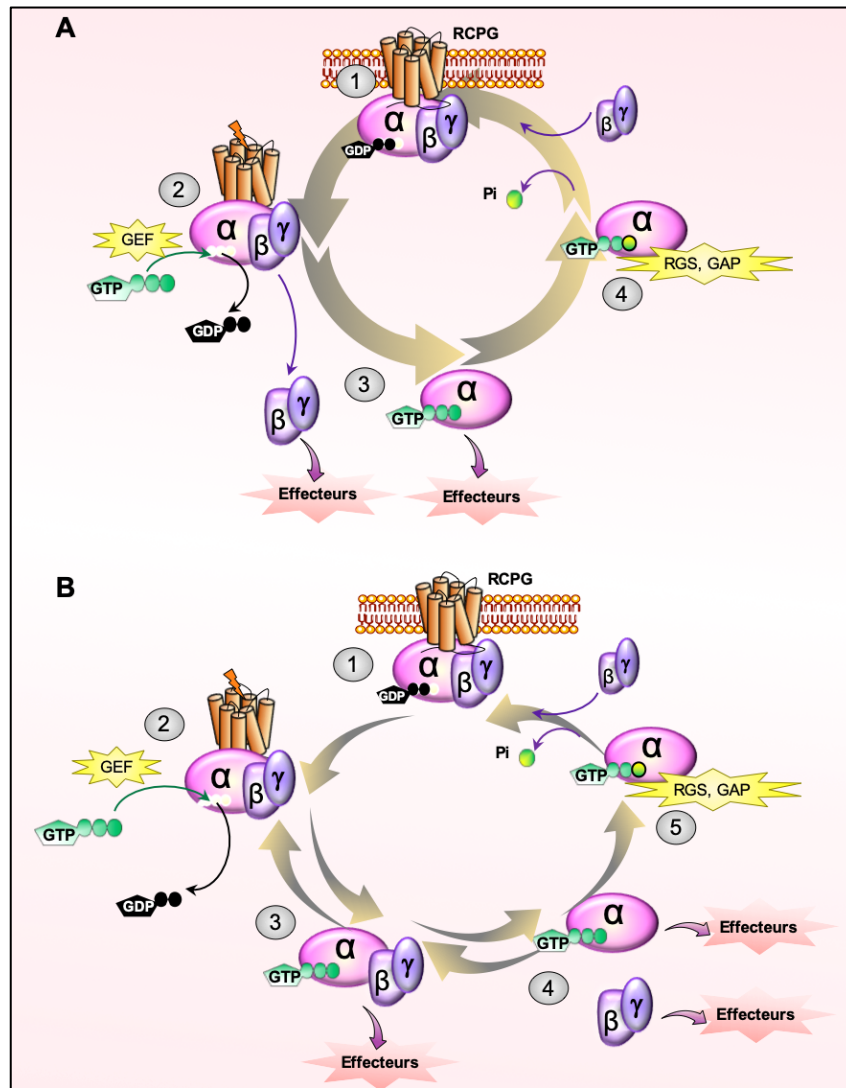 A
RCPG
1
α
β
γ
GDP
β
γ
2
GEF
α
β
γ
GTP
GDP
Pi
α
GTP
RGS, GAP
4
3
β
γ
α
GTP
Effecteurs
Effecteurs
B
RCPG
1
α
β
γ
GDP
β
γ
2
GEF
α
β
γ
GTP
GDP
Pi
α
GTP
RGS, GAP
5
3
α
β
γ
GTP
Effecteurs
α
GTP
Effecteurs
4
β
γ
Effecteurs